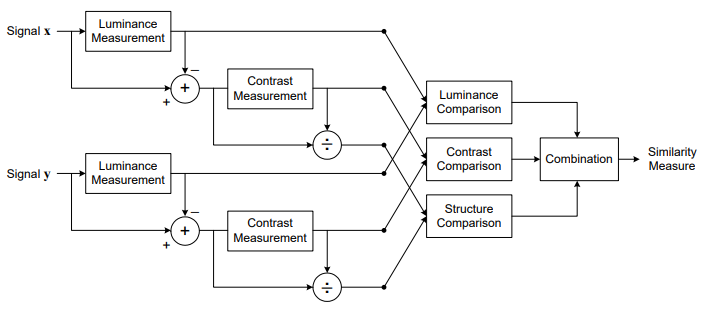 Signal x
Luminance
Measurement
−
+
+
Contrast
Measurement
÷
Luminance
Comparison
Signal y
Luminance
Measurement
−
+
+
Contrast
Measurement
÷
Contrast
Comparison
Structure
Comparison
Combination
Similarity
Measure